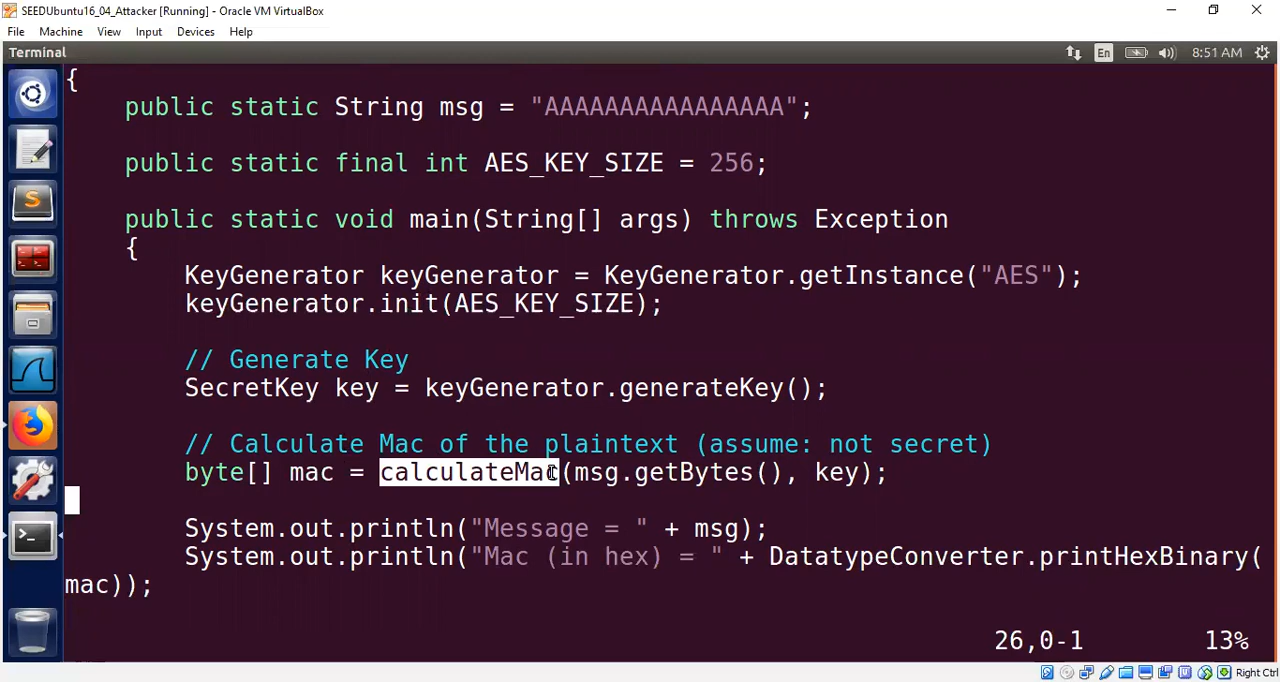 SEEDUbuntu16_04_Attacker [Running] - Oracle VM VirtualBox
File Machine View Input Devices Help
Terminal En 8:51 AM
{
public static String msg = "AAAAAAAAAAAAAAAA";
public static final int AES_KEY_SIZE = 256;
public static void main(String[] args) throws Exception
{
KeyGenerator keyGenerator = KeyGenerator.getInstance("AES");
keyGenerator.init(AES_KEY_SIZE);
// Generate Key
SecretKey key = keyGenerator.generateKey();
// Calculate Mac of the plaintext (assume: not secret)
byte[] mac = calculateMac(msg.getBytes(), key);
System.out.println("Message = " + msg);
System.out.println("Mac (in hex) = " + DatatypeConverter.printHexBinary(
mac));
26,0-1 13%
Right Ctrl